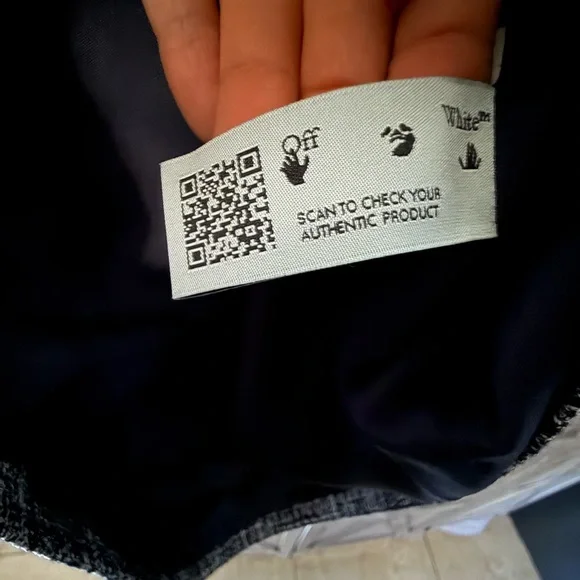 Off
White™
SCAN TO CHECK YOUR
AUTHENTIC PRODUCT